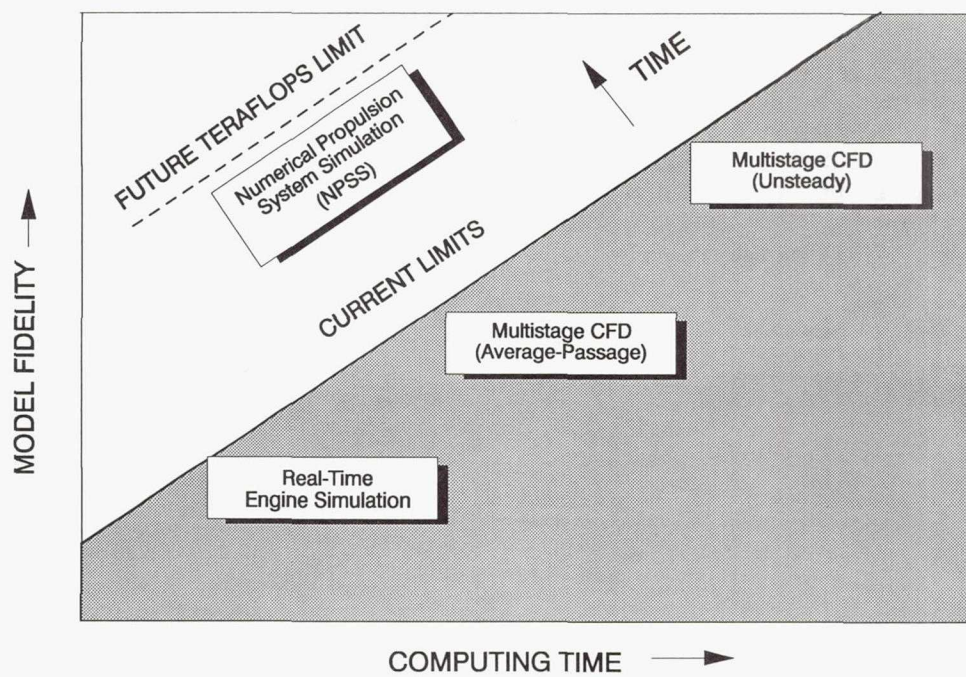 FUTURE TERAFLOPS LIMIT
Numerical Propulsion
System Simulation
(NPSS)
TIME
Multistage CFD
(Unsteady)
CURRENT LIMITS
Multistage CFD
(Average-Passage)
Real-Time
Engine Simulation
MODEL FIDELITY
COMPUTING TIME